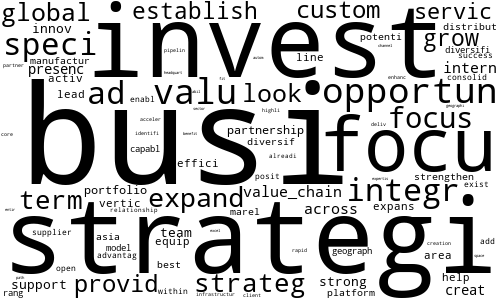 global establish custom servic
innov invest potenti distribut
speci grow diversifi
manufactur pipelin partner channel success
presenc line intern consolid
activ headquart enhanc
lead ad valu look opportun
enabl highli focus
core acceler partnership deliv
identifi benefit diversif focu
capabl busi alreadi
effici posit strengthen
term portfolio expand value_chain integr exist
vertic relationship marel across expans
supplier strategi team geograph creation add
asia equip rapid area
model advantag
open best help
support provid strateg strong creat
rang within infrastructur client platform